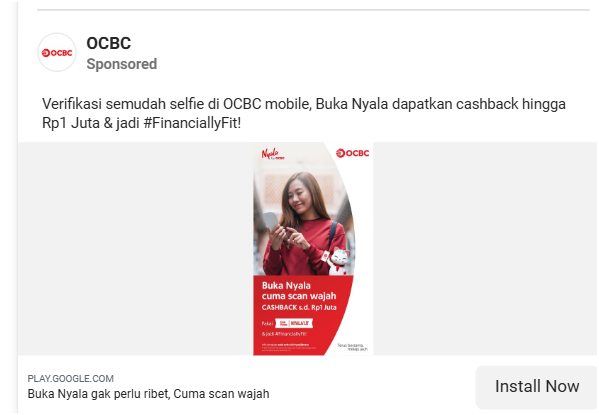 OCBC
OCBC
Sponsored
Verifikasi semudah selfie di OCBC mobile, Buka Nyala dapatkan cashback hingga
Rp1 Juta & jadi #FinanciallyFit!
Nyala
OCBC
Buka Nyala
cuma scan wajah
CASHBACK s.d. Rp1 Juta
& jadi #FinanciallyFit!
PLAY.GOOGLE.COM
Buka Nyala gak perlu ribet, Cuma scan wajah
Install Now